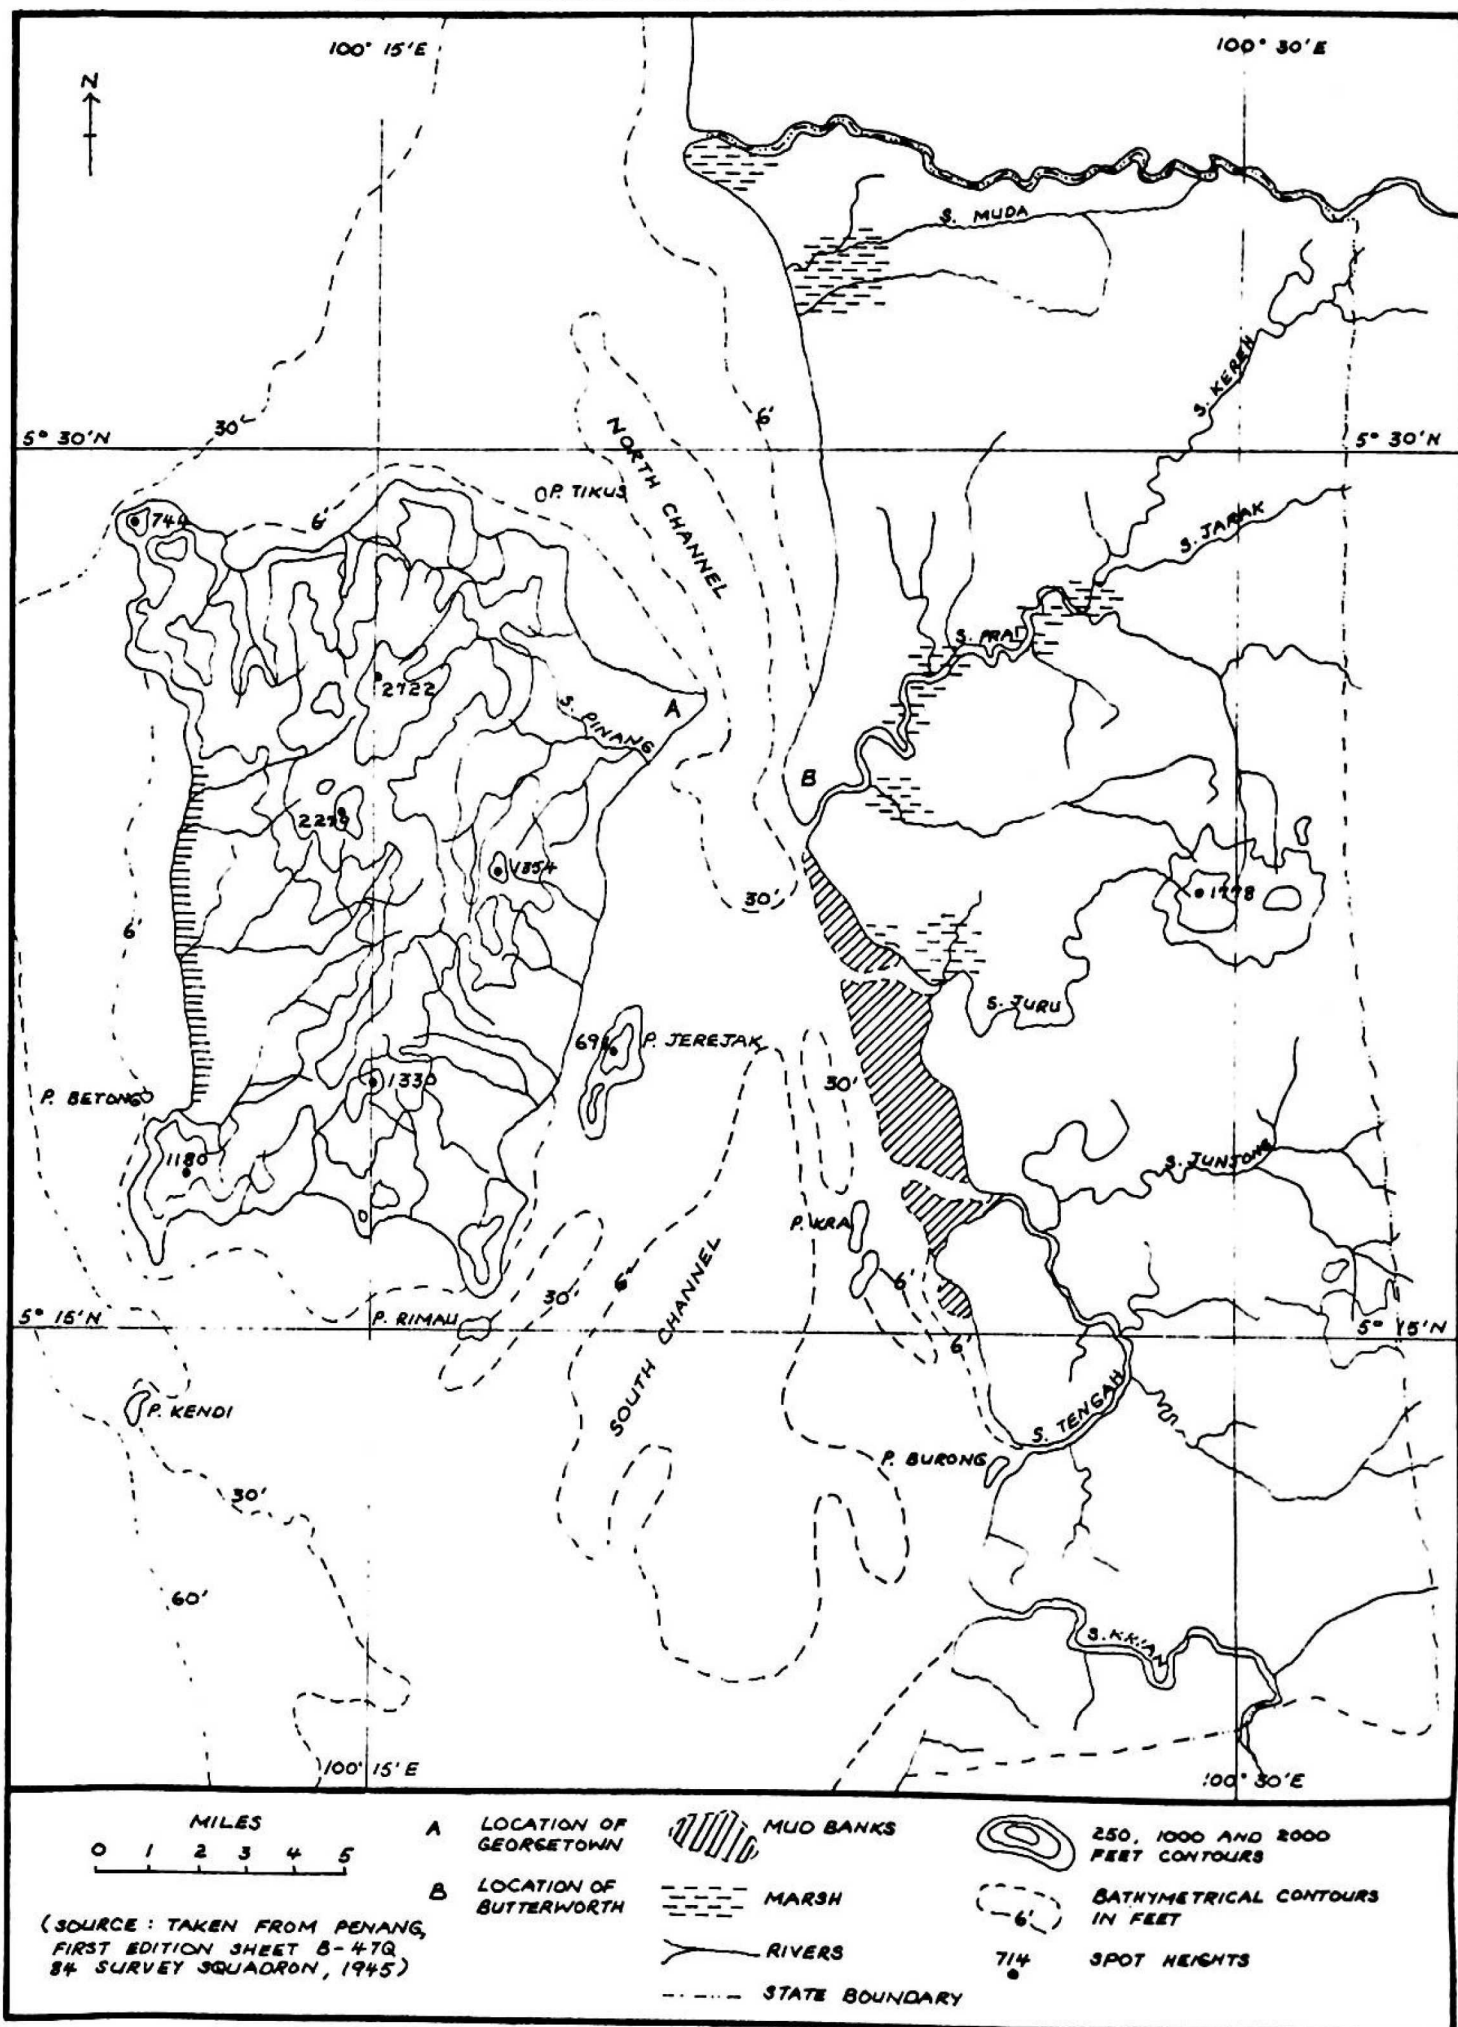 100° 15'E
100° 30'E
N
S. MUDA
S. KEREH
30'
6'
5° 30'N
5° 30'N
NORTH CHANNEL
P. TIKUS
S. JARAK
744
6'
S. PRAI
2722
A
S. PINANG
B
2279
1354
1778
6'
30'
S. JURU
P. JEREJAK
30'
P. BETONG
1330
1180
S. JUNJONG
P. KRA
6'
6'
30'
SOUTH CHANNEL
5° 15'N
P. RIMAU
6'
5° 15'N
P. KENDI
S. TENGAH
P. BURONG
30'
60'
S. KRIAN
100° 15'E
100° 30'E
MILES
0 1 2 3 4 5
A LOCATION OF
GEORGETOWN
B LOCATION OF
BUTTERWORTH
(SOURCE: TAKEN FROM PENANG,
FIRST EDITION SHEET B-47Q
84 SURVEY SQUADRON, 1945)
MUD BANKS
MARSH
RIVERS
STATE BOUNDARY
250, 1000 AND 2000
FEET CONTOURS
6'
BATHYMETRICAL CONTOURS
IN FEET
714
SPOT HEIGHTS